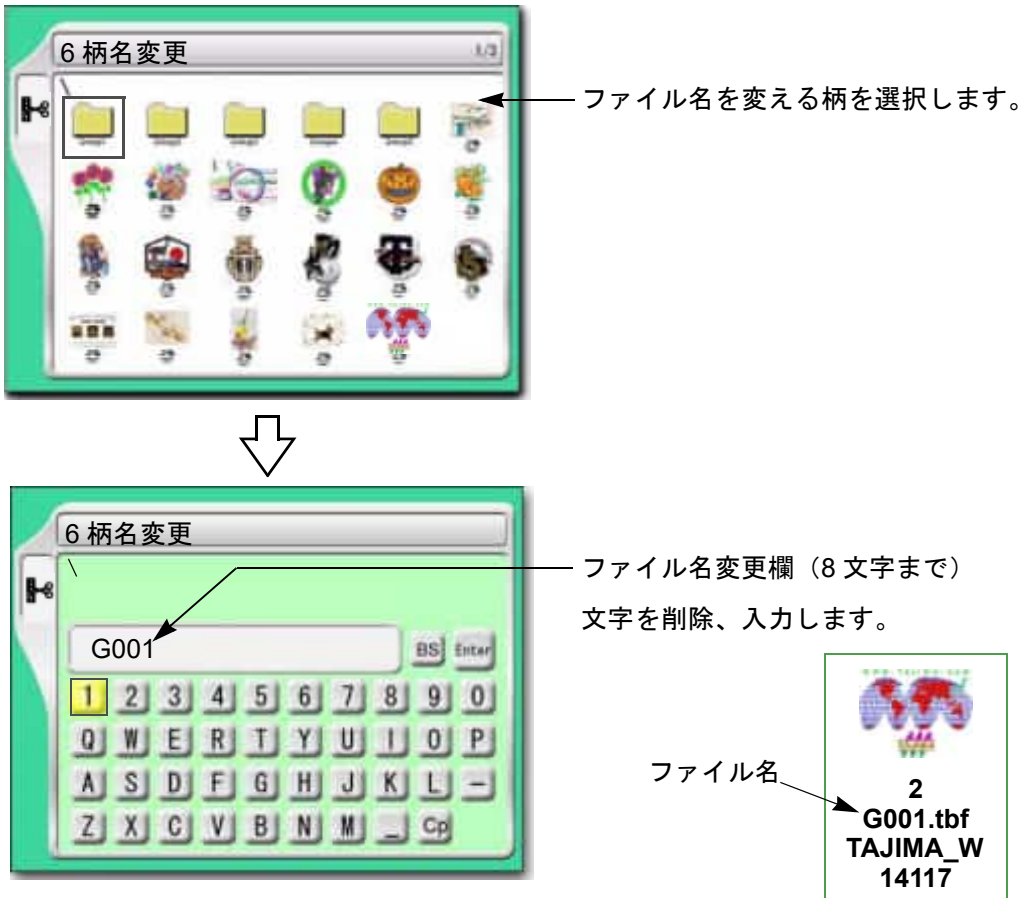 6 柄名変更
1/3
\
ファイル名を変える柄を選択します。
6 柄名変更
\
ファイル名変更欄（8 文字まで）
文字を削除、入力します。
G001
BS Enter
1 2 3 4 5 6 7 8 9 0
Q W E R T Y U I O P
A S D F G H J K L －
Z X C V B N M _ Cp
ファイル名
2
G001.tbf
TAJIMA_W
14117